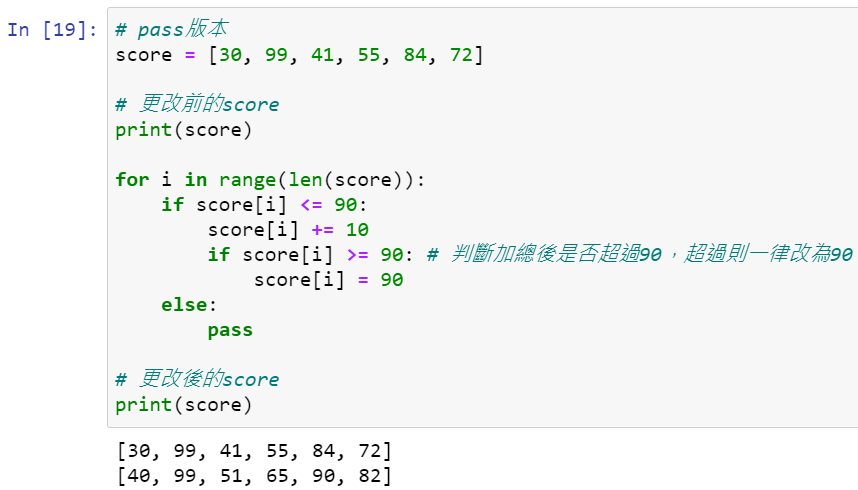 In [19]: # pass版本
score = [30, 99, 41, 55, 84, 72]
# 更改前的score
print(score)
for i in range(len(score)):
    if score[i] <= 90:
        score[i] += 10
        if score[i] >= 90: # 判斷加總後是否超過90，超過則一律改為90
            score[i] = 90
    else:
        pass
# 更改後的score
print(score)
[30, 99, 41, 55, 84, 72]
[40, 99, 51, 65, 90, 82]